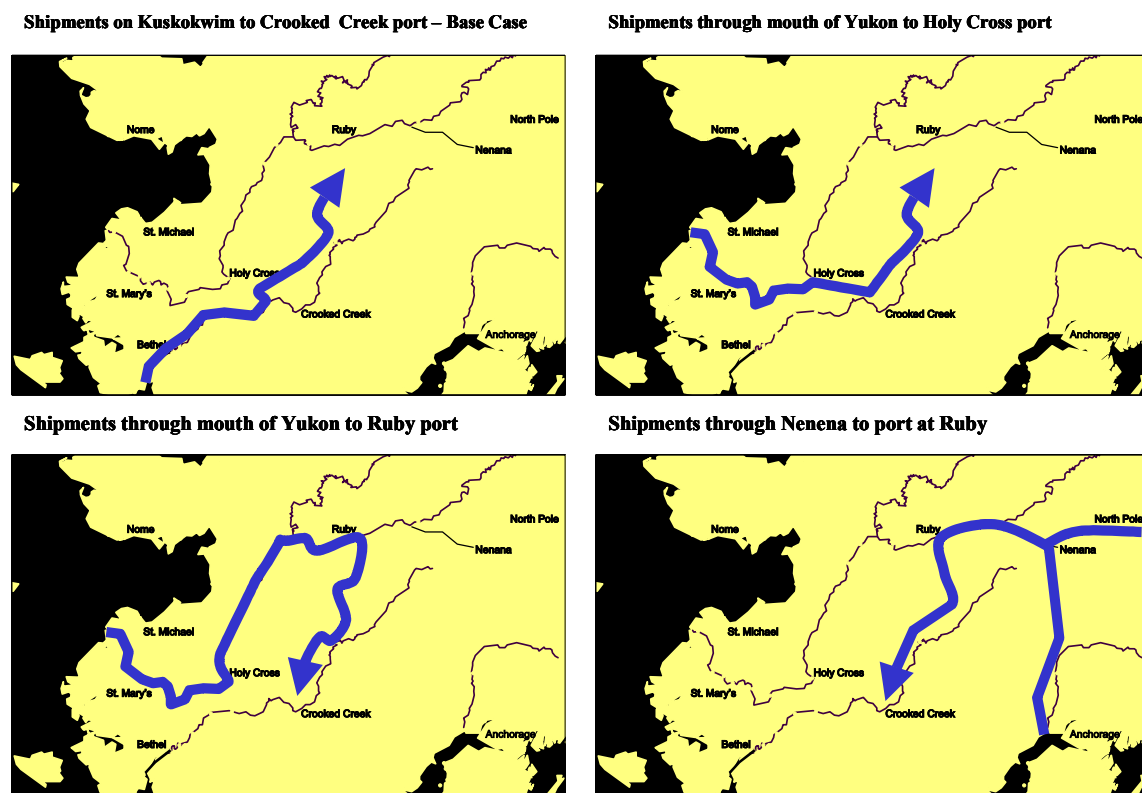 Shipments on Kuskokwim to Crooked Creek port – Base Case
Nome
Ruby
North Pole
Nenana
St. Michael
Holy Cross
St. Mary's
Crooked Creek
Bethel
Anchorage
Shipments through mouth of Yukon to Holy Cross port
Nome
Ruby
North Pole
Nenana
St. Michael
Holy Cross
St. Mary's
Crooked Creek
Bethel
Anchorage
Shipments through mouth of Yukon to Ruby port
Nome
Ruby
North Pole
Nenana
St. Michael
Holy Cross
St. Mary's
Crooked Creek
Bethel
Anchorage
Shipments through Nenena to port at Ruby
Nome
Ruby
North Pole
Nenana
St. Michael
Holy Cross
St. Mary's
Crooked Creek
Bethel
Anchorage